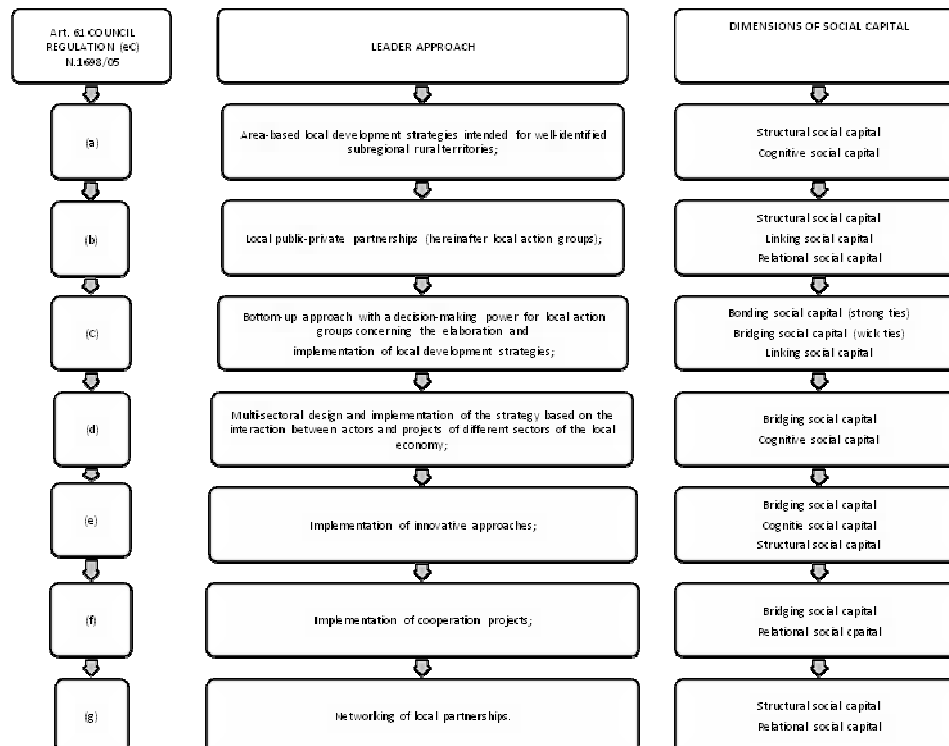 Art. 61 COUNCIL
REGULATION (eC)
N.1698/05
LEADER APPROACH
DIMENSIONS OF SOCIAL CAPITAL
(a)
Area-based local development strategies intended for well-identified
subregional rural territories;
Structural social capital
Cognitive social capital
(b)
Local public-private partnerships (hereinafter local action groups);
Structural social capital
Linking social capital
Relational social capital
(C)
Bottom-up approach with a decision-making power for local action
groups concerning the elaboration and
implementation of local development strategies;
Bonding social capital (strong ties)
Bridging social capital (wick ties)
Linking social capital
(d)
Multi-sectoral design and implementation of the strategy based on the
interaction between actors and projects of different sectors of the local
economy;
Bridging social capital
Cognitive social capital
(e)
Implementation of innovative approaches;
Bridging social capital
Cognitie social capital
Structural social capital
(f)
Implementation of cooperation projects;
Bridging social capital
Relational social cpaital
(g)
Networking of local partnerships.
Structural social capital
Relational social capital